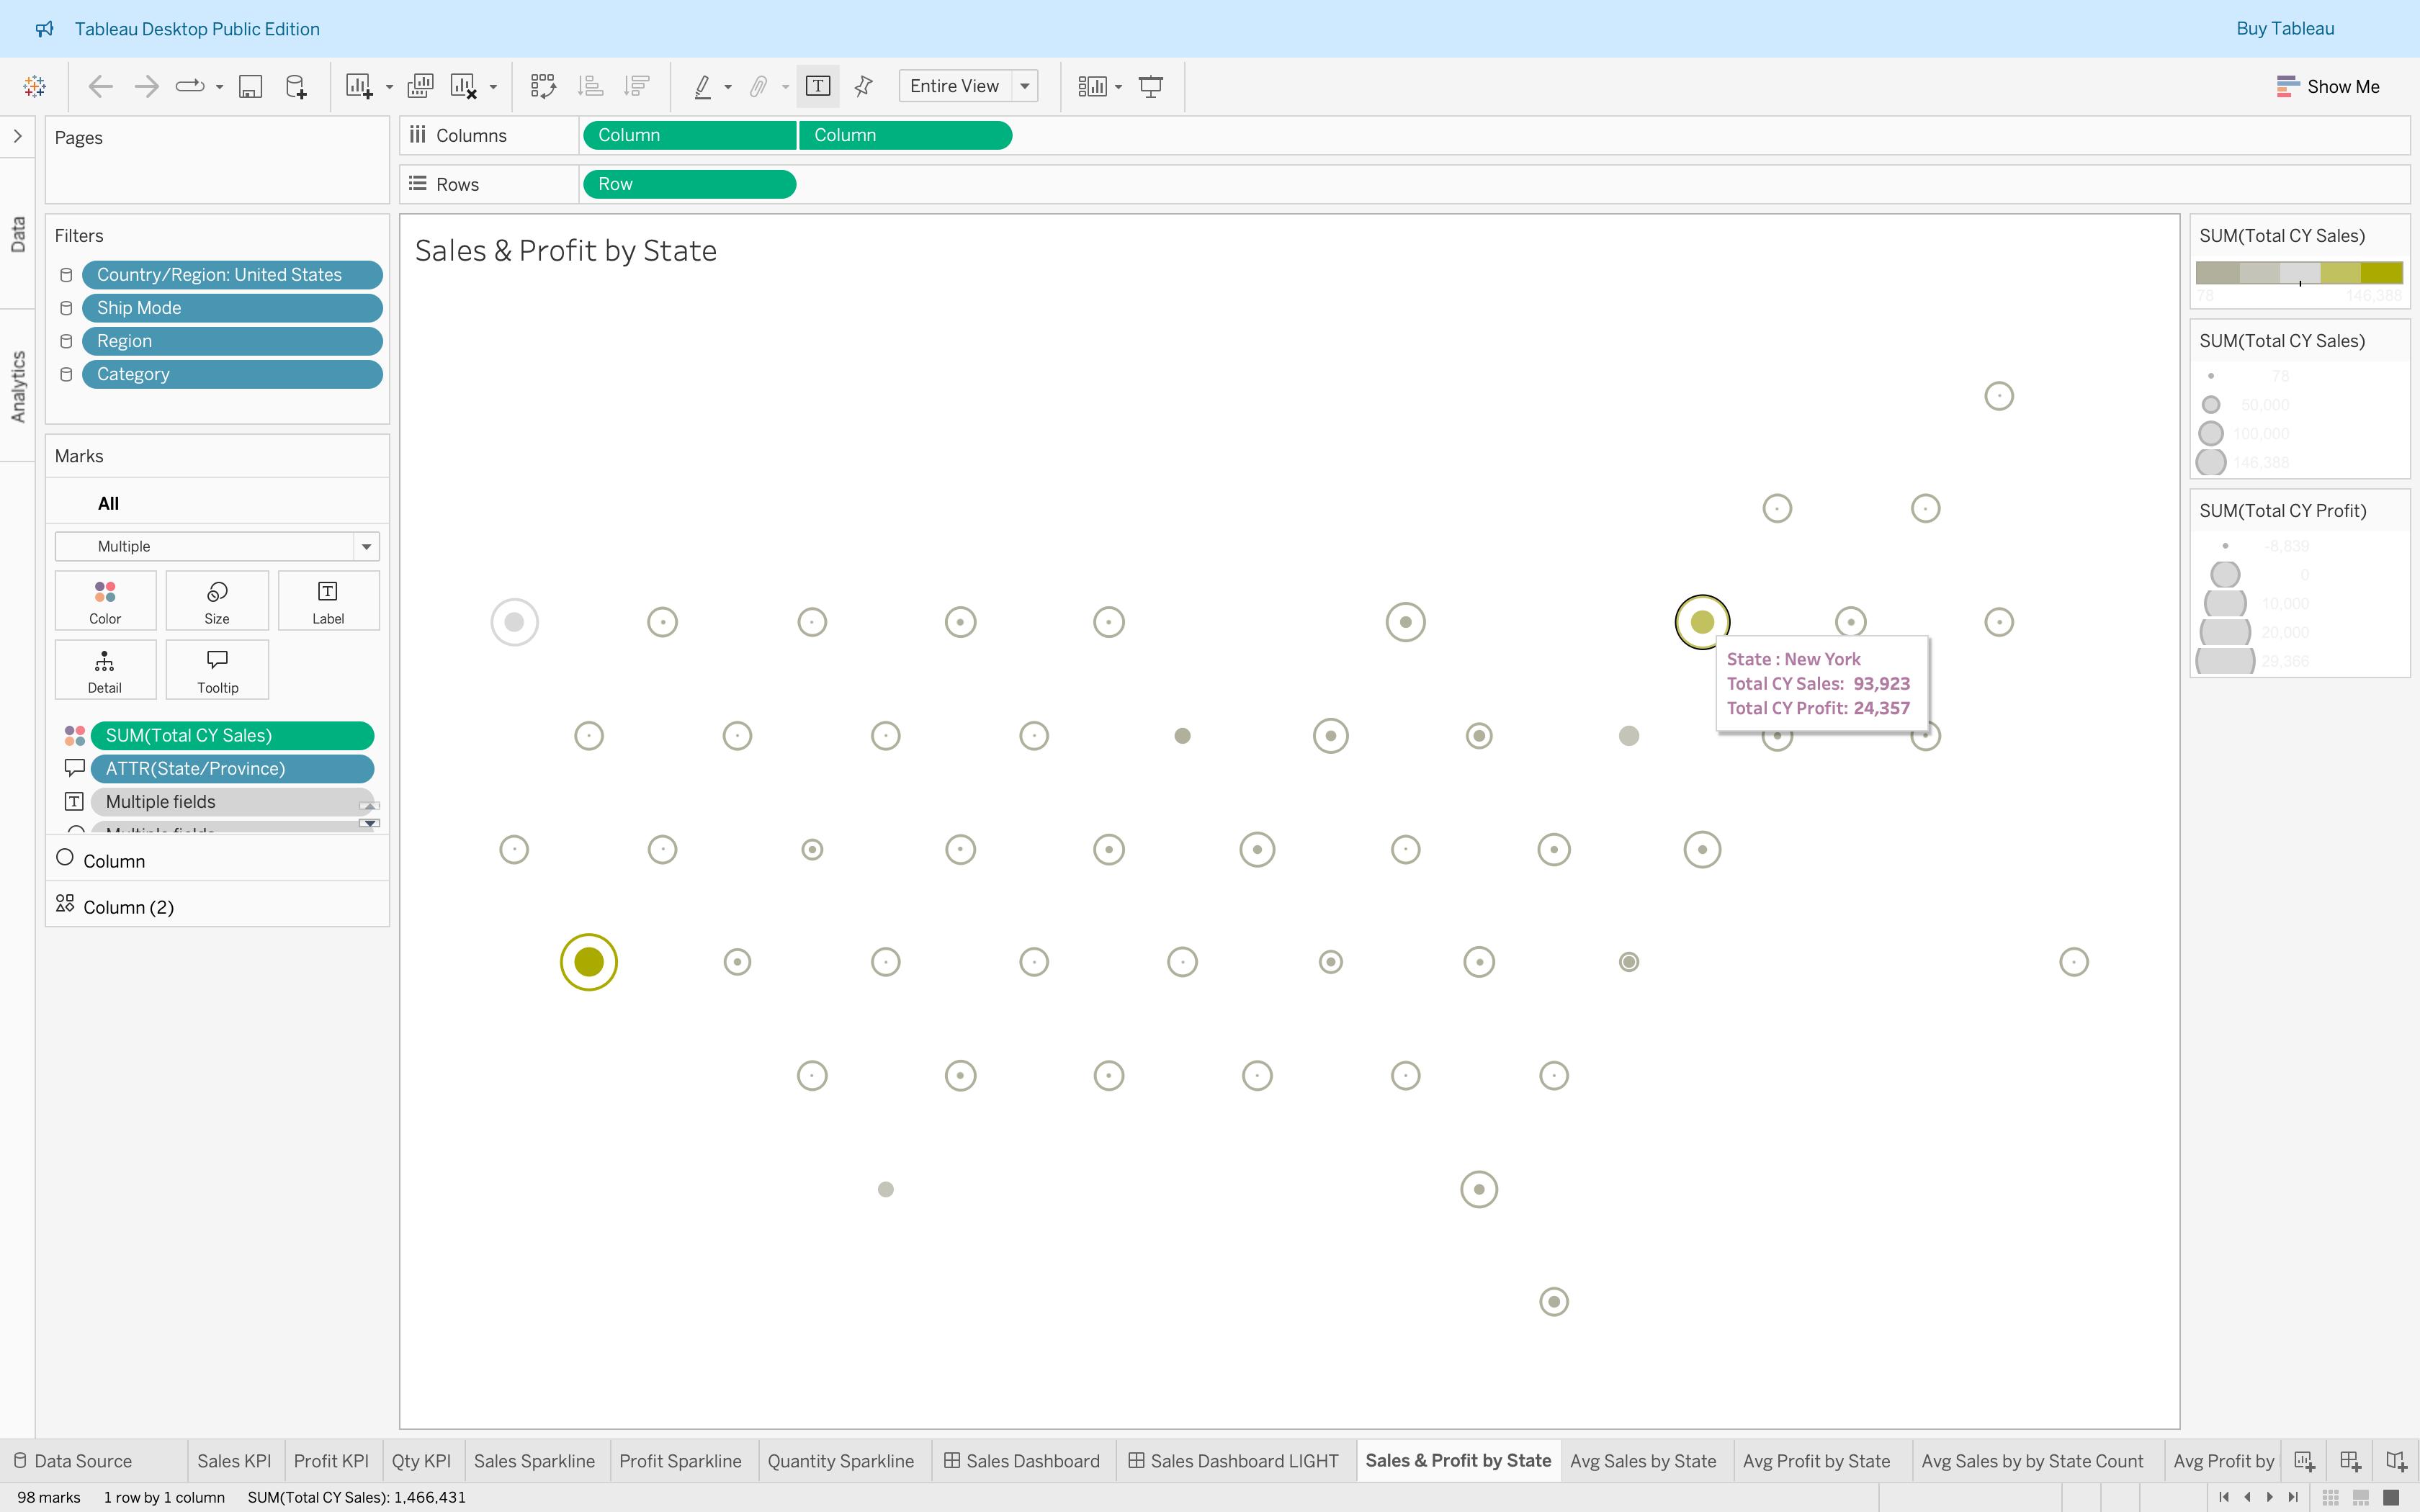 Tableau Desktop Public Edition
Buy Tableau
Entire View
Show Me
Pages
Columns
Column
Column
Rows
Row
Data
Analytics
Filters
Country/Region: United States
Ship Mode
Region
Category
Marks
All
Multiple
Color
Size
T
Label
Detail
Tooltip
SUM(Total CY Sales)
ATTR(State/Province)
Multiple fields
Column
Column (2)
Sales & Profit by State
State : New York
Total CY Sales: 93,923
Total CY Profit: 24,357
SUM(Total CY Sales)
78
146,388
SUM(Total CY Sales)
78
50,000
100,000
146,388
SUM(Total CY Profit)
-8,839
0
10,000
20,000
29,366
Data Source
Sales KPI
Profit KPI
Qty KPI
Sales Sparkline
Profit Sparkline
Quantity Sparkline
Sales Dashboard
Sales Dashboard LIGHT
Sales & Profit by State
Avg Sales by State
Avg Profit by State
Avg Sales by by State Count
Avg Profit by
98 marks
1 row by 1 column
SUM(Total CY Sales): 1,466,431